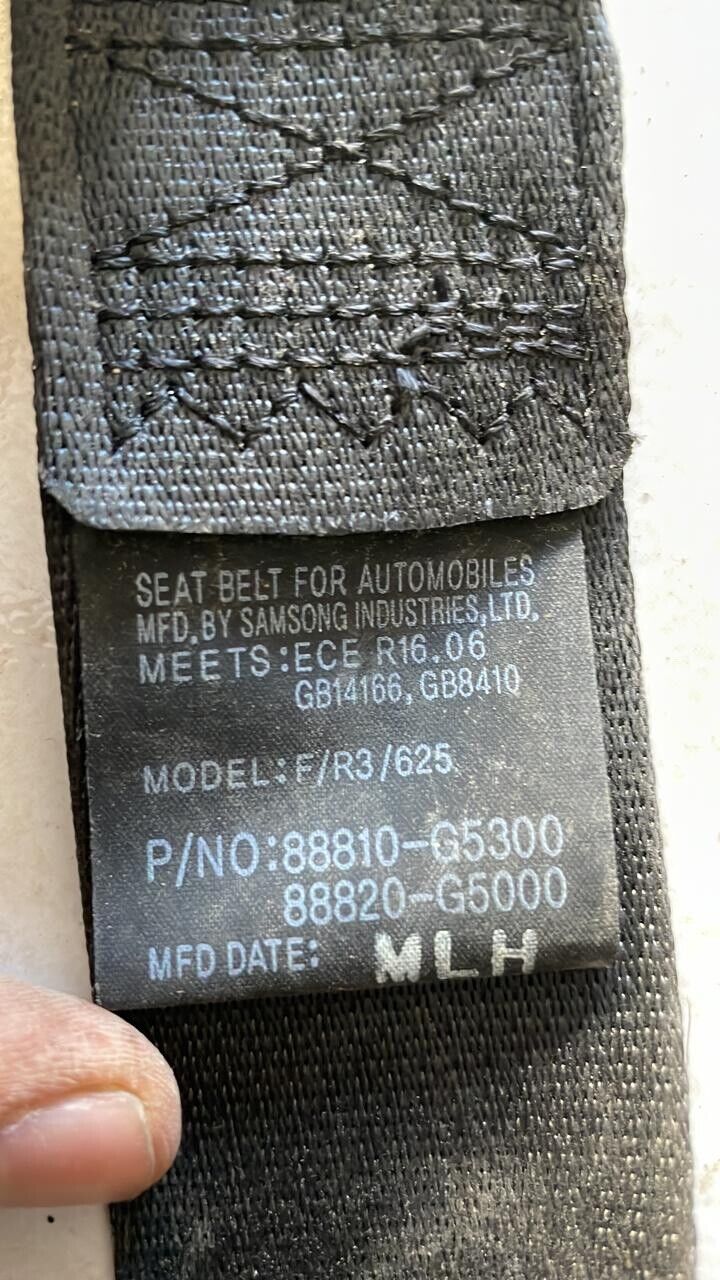 SEAT BELT FOR AUTOMOBILES
MFD. BY SAMSONG INDUSTRIES, LTD.
MEETS: ECE R16.06
GB14166, GB8410
MODEL: F/R3/625
P/NO: 88810-G5300
88820-G5000
MFD DATE: MLH